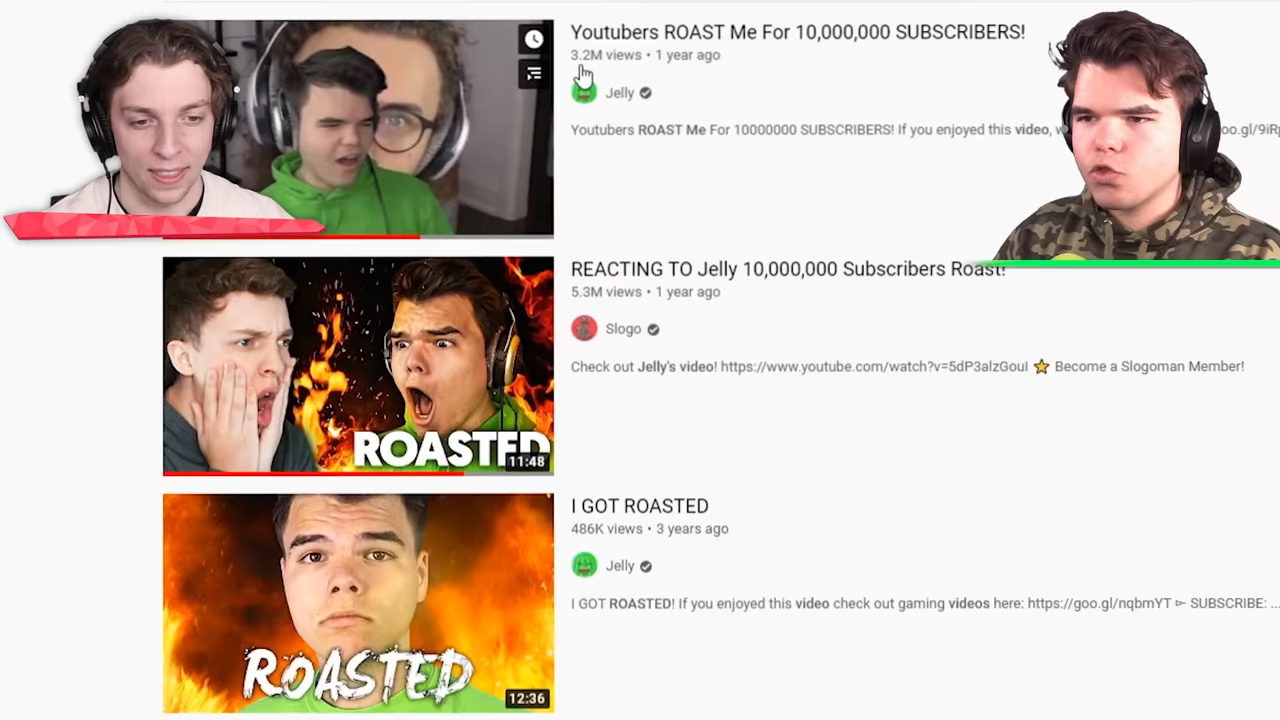 Youtubers ROAST Me For 10,000,000 SUBSCRIBERS!
3.2M views • 1 year ago
Jelly
Youtubers ROAST Me For 10000000 SUBSCRIBERS! If you enjoyed this video, w
REACTING TO Jelly 10,000,000 Subscribers Roast!
5.3M views • 1 year ago
Slogo
Check out Jelly's video! https://www.youtube.com/watch?v=5dP3alzGouI ⭐ Become a Slogoman Member!
ROASTED
11:48
I GOT ROASTED
486K views • 3 years ago
Jelly
I GOT ROASTED! If you enjoyed this video check out gaming videos here: https://goo.gl/nqbmYT ► SUBSCRIBE: ...
ROASTED
12:36